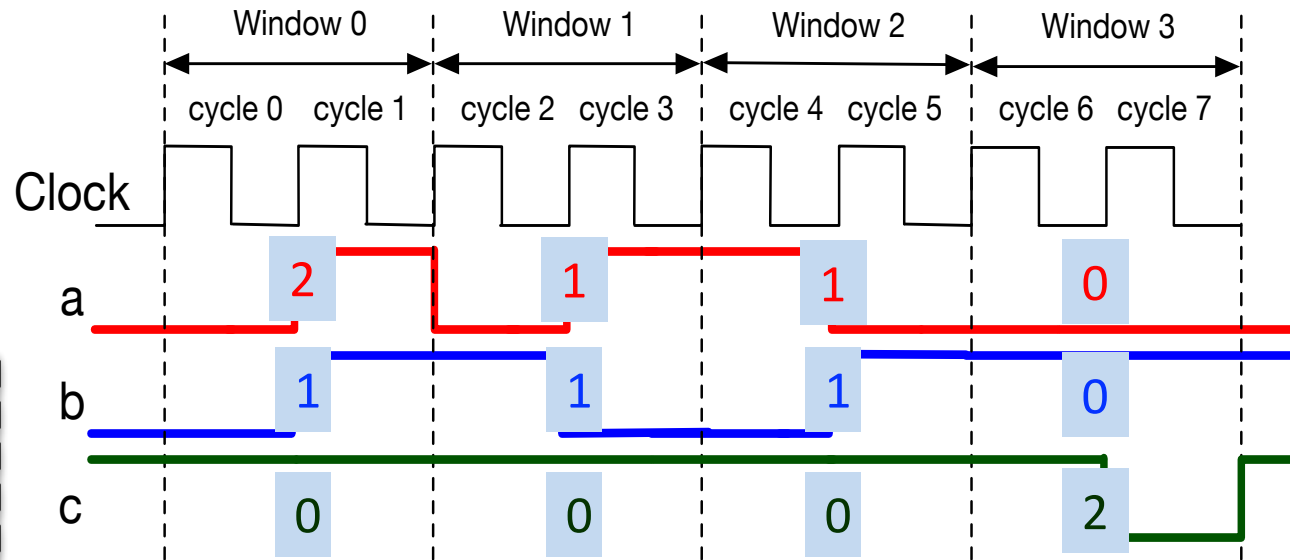 Window 0 Window 1 Window 2 Window 3
cycle 0 cycle 1 cycle 2 cycle 3 cycle 4 cycle 5 cycle 6 cycle 7
Clock
a 2 1 1 0
b 1 1 1 0
c 0 0 0 2